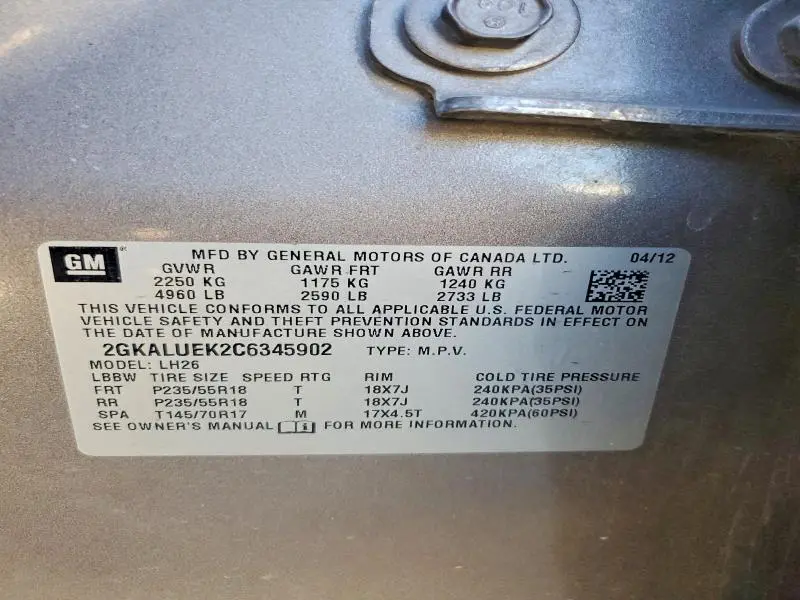 GM
MFD BY GENERAL MOTORS OF CANADA LTD. 04/12
GVWR GAWR FRT GAWR RR
2250 KG 1175 KG 1240 KG
4960 LB 2590 LB 2733 LB
THIS VEHICLE CONFORMS TO ALL APPLICABLE U.S. FEDERAL MOTOR
VEHICLE SAFETY AND THEFT PREVENTION STANDARDS IN EFFECT ON
THE DATE OF MANUFACTURE SHOWN ABOVE.
2GKALUEK2C6345902 TYPE: M.P.V.
MODEL: LH26
LBBW TIRE SIZE SPEED RTG RIM COLD TIRE PRESSURE
FRT P235/55R18 T 18X7J 240KPA(35PSI)
RR P235/55R18 T 18X7J 240KPA(35PSI)
SPA T145/70R17 M 17X4.5T 420KPA(60PSI)
SEE OWNER'S MANUAL i FOR MORE INFORMATION.